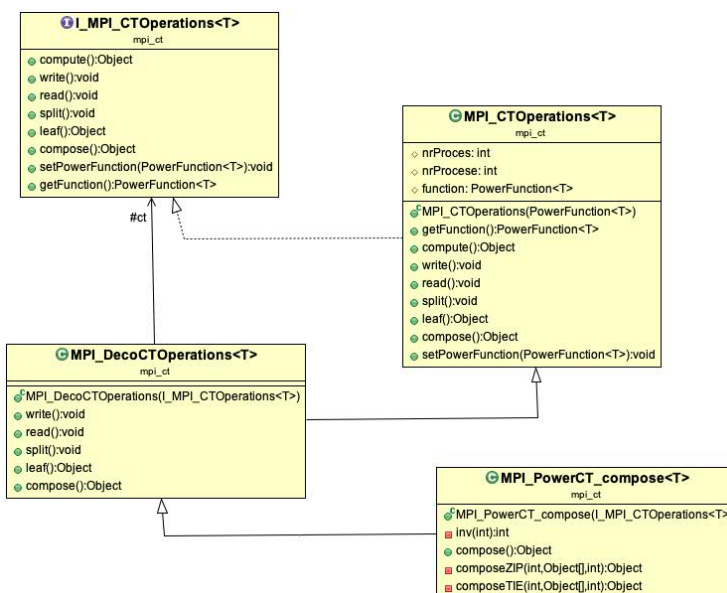 I_MPI_CTOperations<T>
mpi_ct
compute():Object
write():void
read():void
split():void
leaf():Object
compose():Object
setPowerFunction(PowerFunction<T>):void
getFunction():PowerFunction<T>
#ct
MPI_CTOperations<T>
mpi_ct
nrProces: int
nrProcese: int
function: PowerFunction<T>
MPI_CTOperations(PowerFunction<T>)
getFunction():PowerFunction<T>
compute():Object
write():void
read():void
split():void
leaf():Object
compose():Object
setPowerFunction(PowerFunction<T>):void
MPI_DecoCTOperations<T>
mpi_ct
MPI_DecoCTOperations(I_MPI_CTOperations<T>)
write():void
read():void
split():void
leaf():Object
compose():Object
MPI_PowerCT_compose<T>
mpi_ct
MPI_PowerCT_compose(I_MPI_CTOperations<T>
inv(int):int
compose():Object
composeZIP(int,Object[],int):Object
composeTIE(int,Object[],int):Object